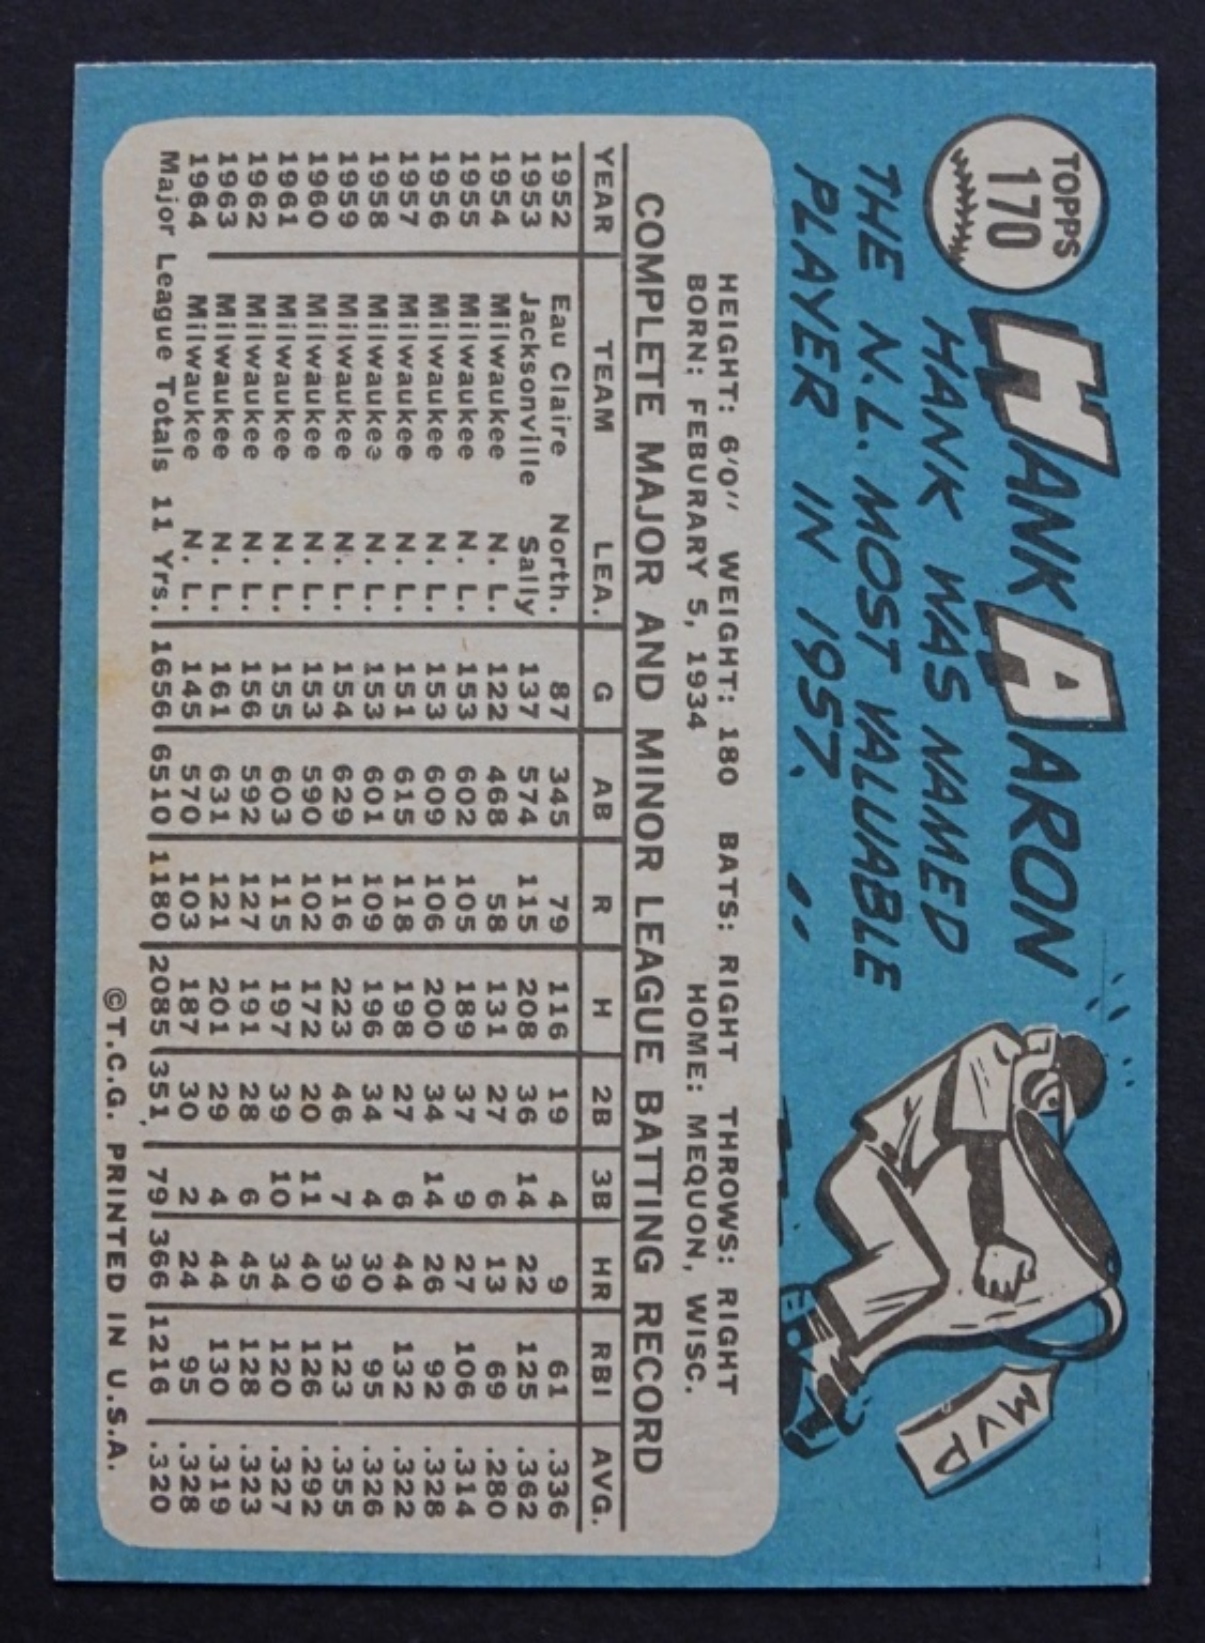 TOPPS
170
HANK AARON
HANK WAS NAMED
THE N.L. MOST VALUABLE
PLAYER IN 1957.
MVP
HEIGHT: 6'0" WEIGHT: 180 BATS: RIGHT THROWS: RIGHT
BORN: FEBURARY 5, 1934 HOME: MEQUON, WISC.
COMPLETE MAJOR AND MINOR LEAGUE BATTING RECORD
YEAR TEAM LEA. G AB R H 2B 3B HR RBI AVG.
1952 Eau Claire North. 87 345 79 116 19 4 9 61 .336
1953 Jacksonville Sally 137 574 115 208 36 14 22 125 .362
1954 Milwaukee N. L. 122 468 58 131 27 6 13 69 .280
1955 Milwaukee N. L. 153 602 105 189 37 9 27 106 .314
1956 Milwaukee N. L. 153 609 106 200 34 14 26 92 .328
1957 Milwaukee N. L. 151 615 118 198 27 6 44 132 .322
1958 Milwaukee N. L. 153 601 109 196 34 4 30 95 .326
1959 Milwaukee N. L. 154 629 116 223 46 7 39 123 .355
1960 Milwaukee N. L. 153 590 102 172 20 11 40 126 .292
1961 Milwaukee N. L. 155 603 115 197 39 10 34 120 .327
1962 Milwaukee N. L. 156 592 127 191 28 6 45 128 .323
1963 Milwaukee N. L. 161 631 121 201 29 4 44 130 .319
1964 Milwaukee N. L. 145 570 103 187 30 2 24 95 .328
Major League Totals 11 Yrs. 1656 6510 1180 2085 351 79 366 1216 .320
©T.C.G. PRINTED IN U.S.A.